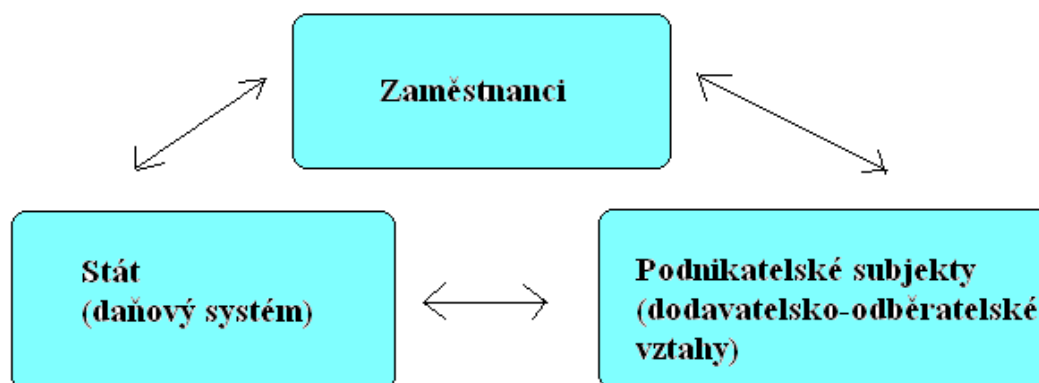 Zaměstnanci
Stát
(daňový systém)
Podnikatelské subjekty
(dodavatelsko-odběratelské
vztahy)